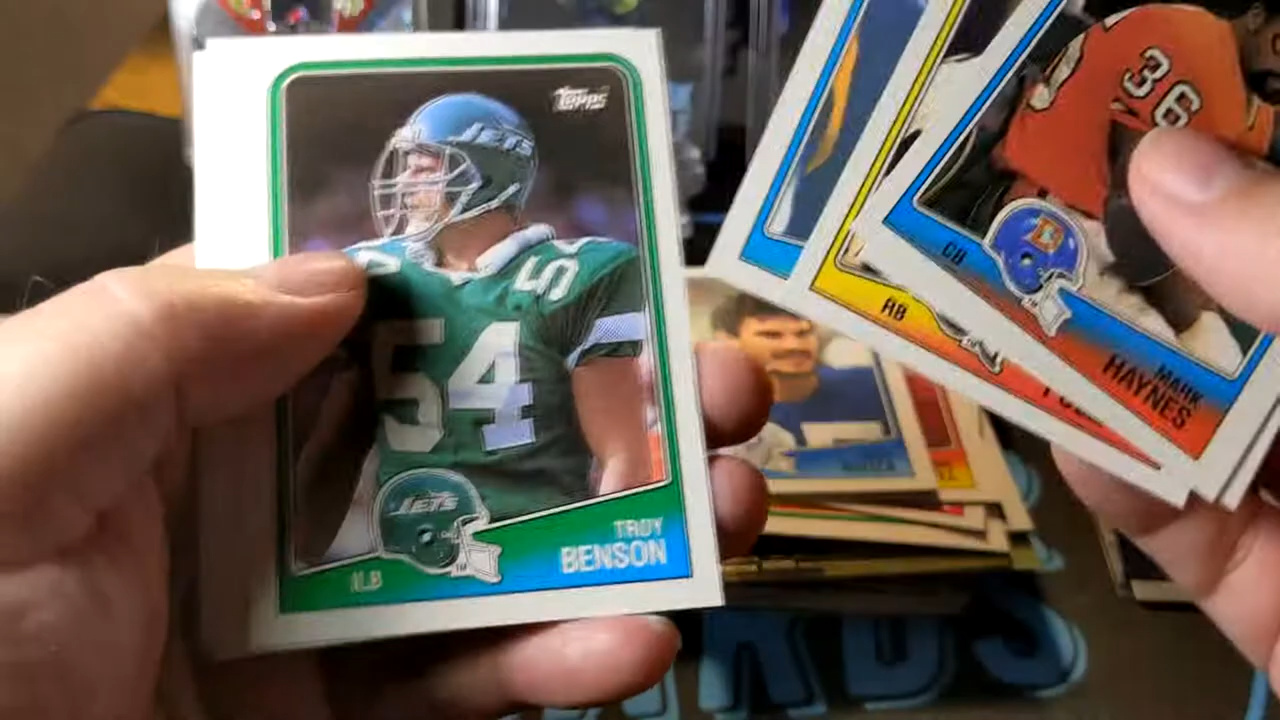 Topps
JETS
54
54
JETS
ILB
TROY
BENSON
36
D
CB
MARK
HAYNES
RB